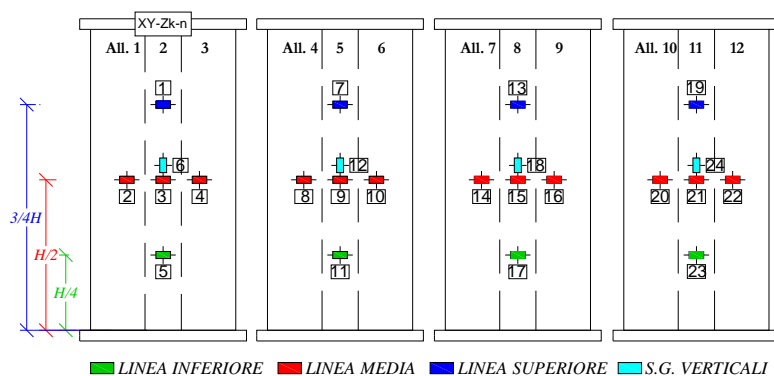 XY-Zk-n
All. 1 2 3 All. 4 5 6 All. 7 8 9 All. 10 11 12
1 7 13 19
3/4H
6 12 18 24
2 3 4 8 9 10 14 15 16 20 21 22
H/2
5 11 17 23
H/4
LINEA INFERIORE LINEA MEDIA LINEA SUPERIORE S.G. VERTICALI